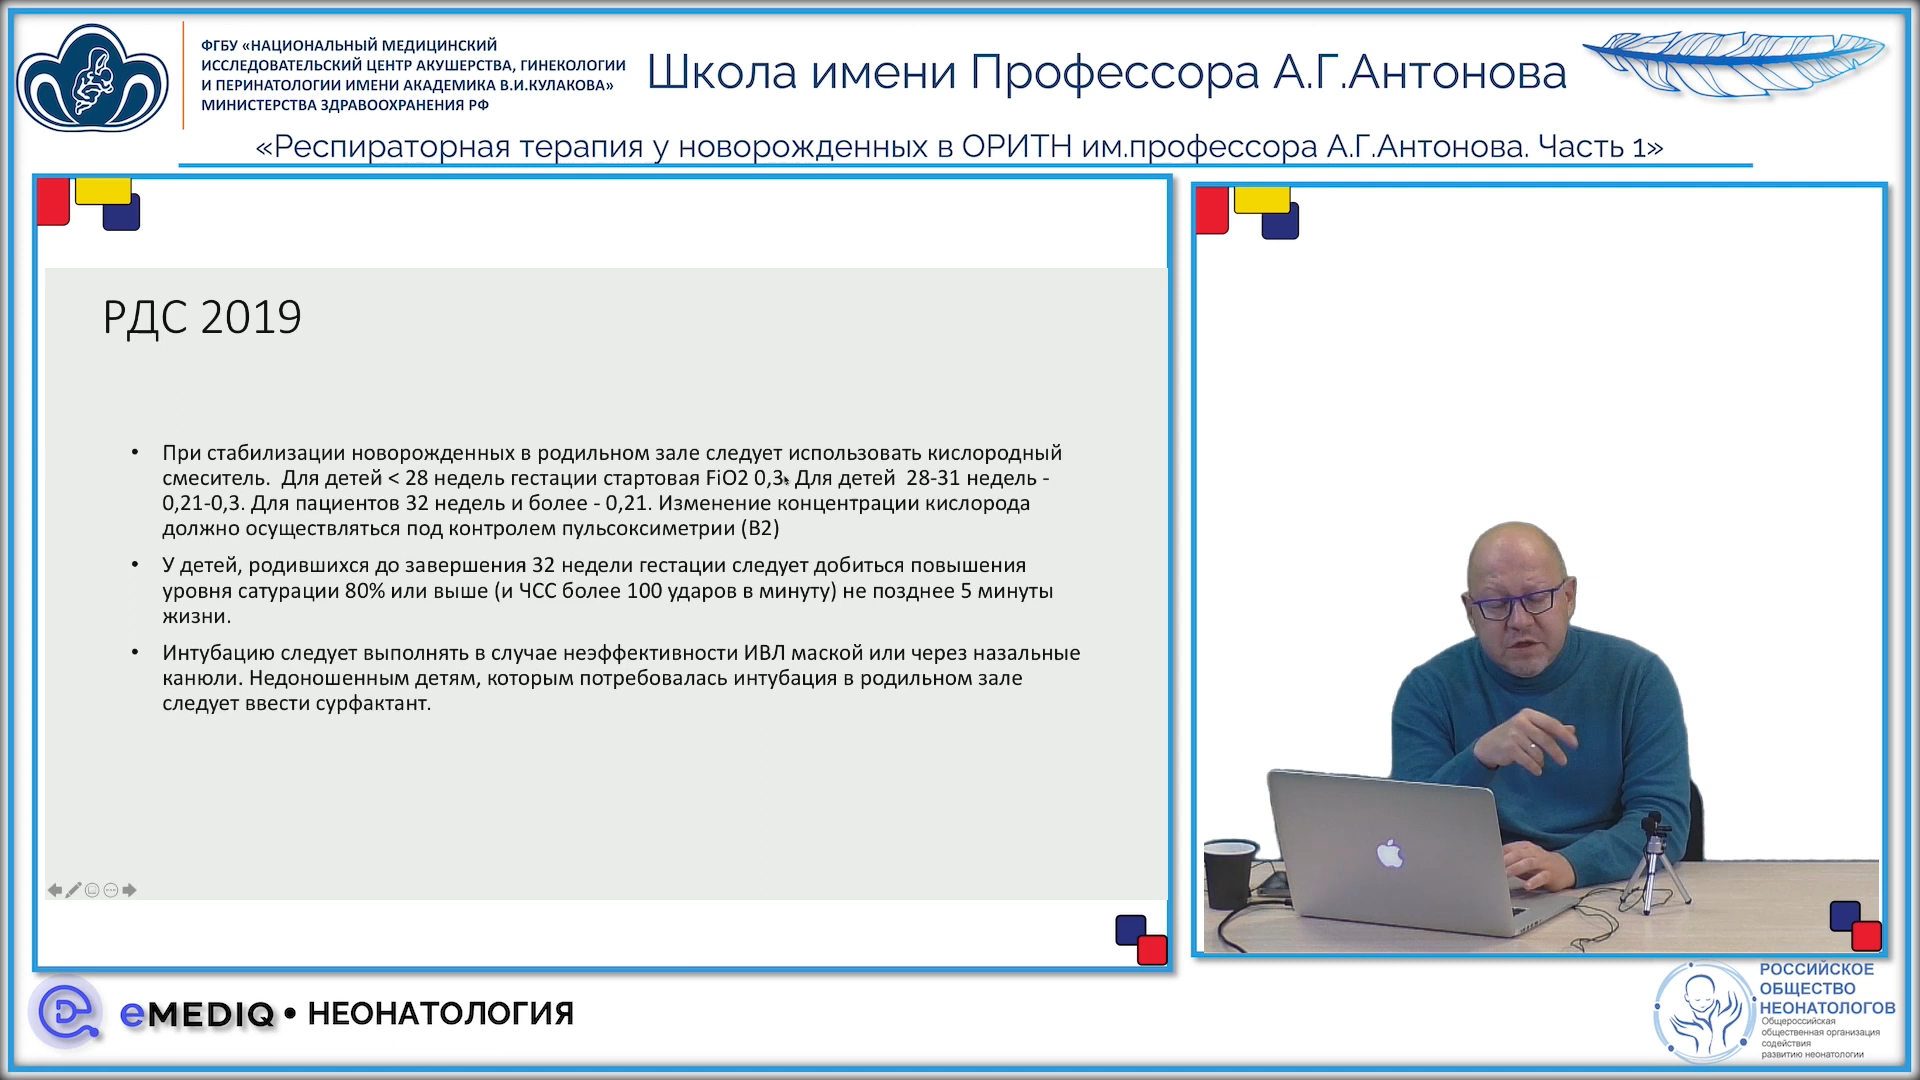 ФГБУ «НАЦИОНАЛЬНЫЙ МЕДИЦИНСКИЙ
ИССЛЕДОВАТЕЛЬСКИЙ ЦЕНТР АКУШЕРСТВА, ГИНЕКОЛОГИИ
И ПЕРИНАТОЛОГИИ ИМЕНИ АКАДЕМИКА В.И.КУЛАКОВА»
МИНИСТЕРСТВА ЗДРАВООХРАНЕНИЯ РФ
Школа имени Профессора А.Г.Антонова
«Респираторная терапия у новорожденных в ОРИТН им.профессора А.Г.Антонова. Часть 1»
РДС 2019
• При стабилизации новорожденных в родильном зале следует использовать кислородный
смеситель. Для детей < 28 недель гестации стартовая FiO2 0,3. Для детей 28-31 недель -
0,21-0,3. Для пациентов 32 недель и более - 0,21. Изменение концентрации кислорода
должно осуществляться под контролем пульсоксиметрии (B2)
• У детей, родившихся до завершения 32 недели гестации следует добиться повышения
уровня сатурации 80% или выше (и ЧСС более 100 ударов в минуту) не позднее 5 минуты
жизни.
• Интубацию следует выполнять в случае неэффективности ИВЛ маской или через назальные
канюли. Недоношенным детям, которым потребовалась интубация в родильном зале
следует ввести сурфактант.
eMEDIQ • НЕОНАТОЛОГИЯ
РОССИЙСКОЕ
ОБЩЕСТВО
НЕОНАТОЛОГОВ
Общероссийская
общественная организация
содействия
развитию неонатологии